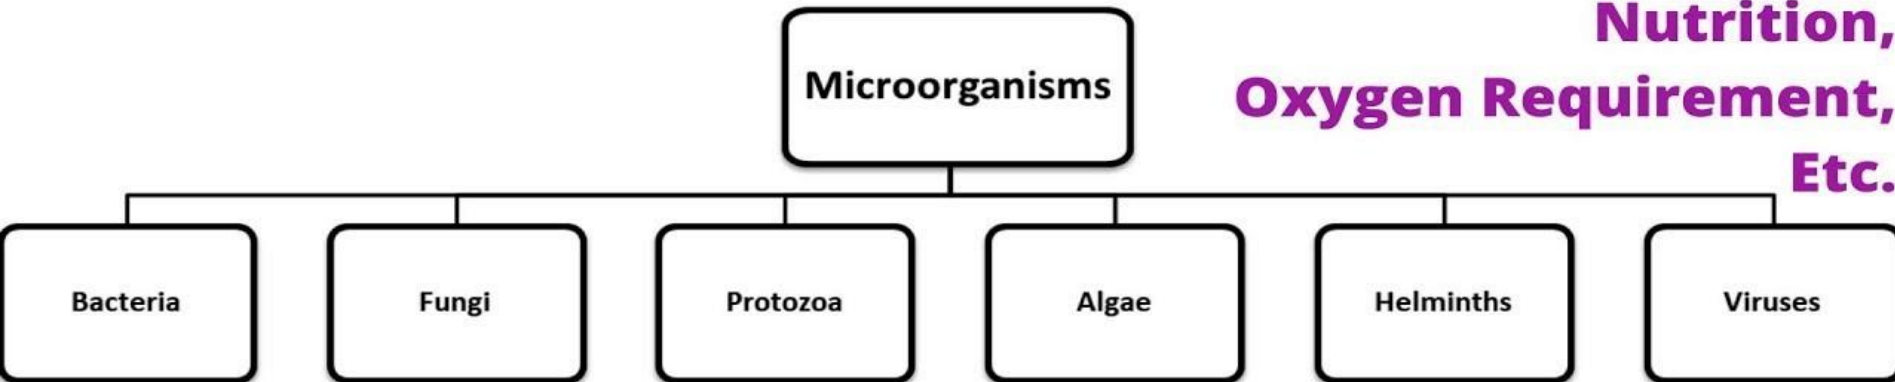 Nutrition,
Oxygen Requirement,
Etc.
Microorganisms
Bacteria
Fungi
Protozoa
Algae
Helminths
Viruses